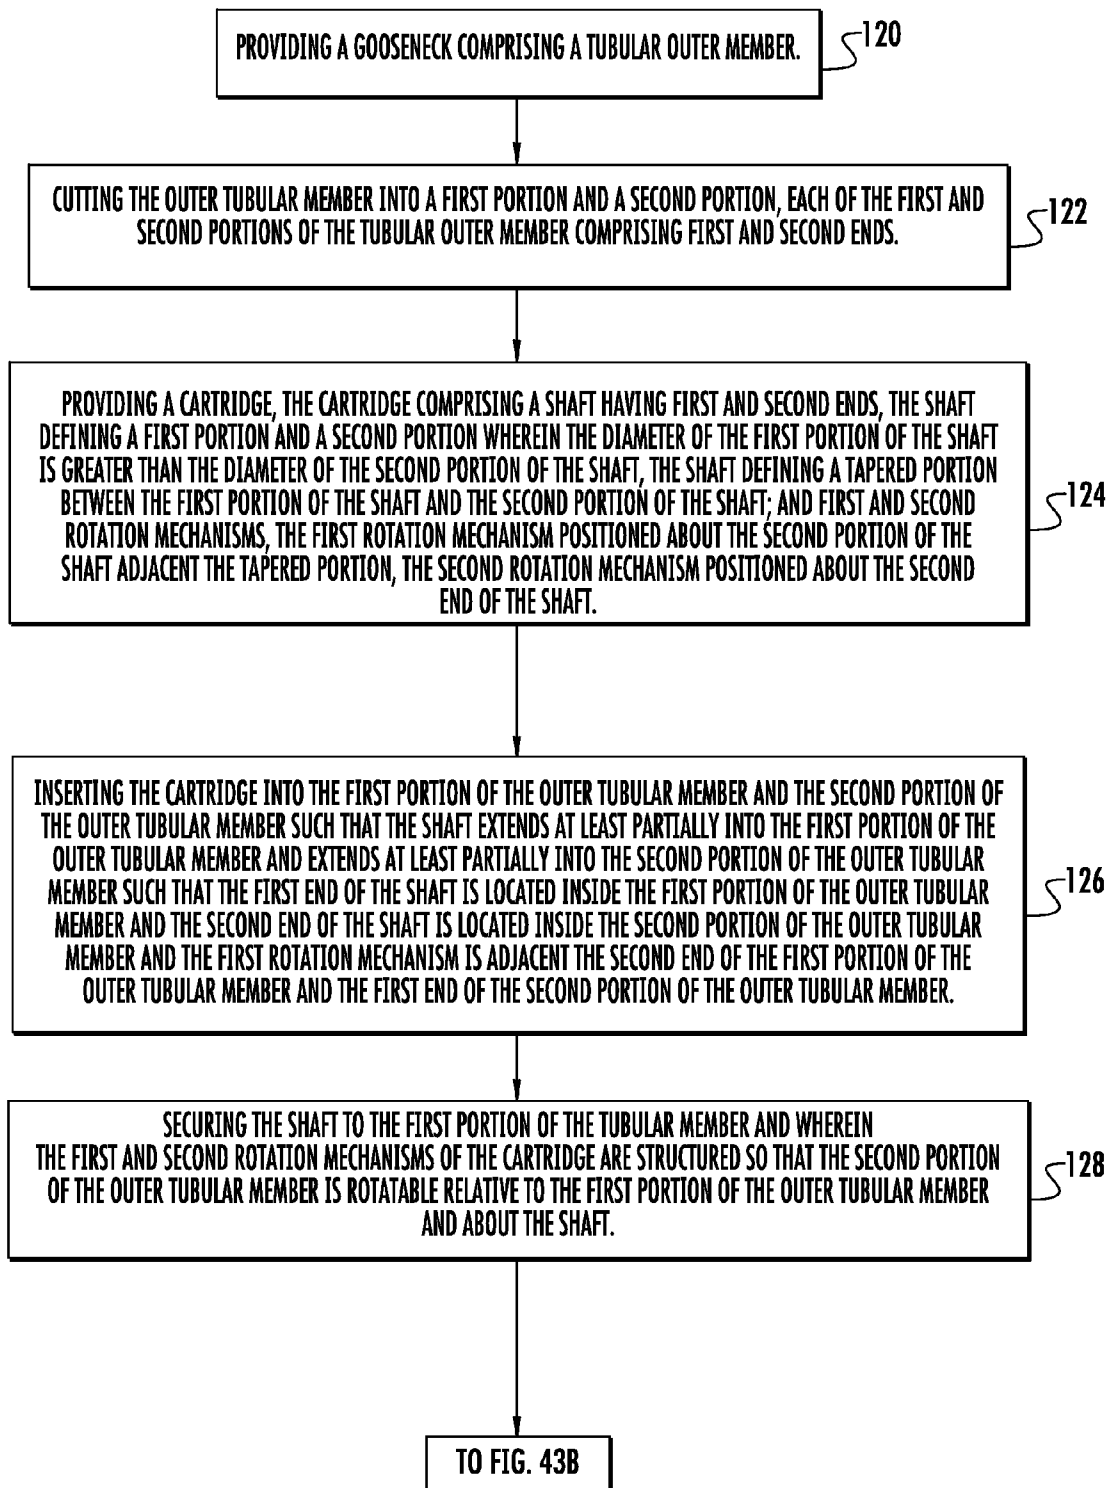 PROVIDING A GOOSENECK COMPRISING A TUBULAR OUTER MEMBER.
120
CUTTING THE OUTER TUBULAR MEMBER INTO A FIRST PORTION AND A SECOND PORTION, EACH OF THE FIRST AND
SECOND PORTIONS OF THE TUBULAR OUTER MEMBER COMPRISING FIRST AND SECOND ENDS.
122
PROVIDING A CARTRIDGE, THE CARTRIDGE COMPRISING A SHAFT HAVING FIRST AND SECOND ENDS, THE SHAFT
DEFINING A FIRST PORTION AND A SECOND PORTION WHEREIN THE DIAMETER OF THE FIRST PORTION OF THE SHAFT
IS GREATER THAN THE DIAMETER OF THE SECOND PORTION OF THE SHAFT, THE SHAFT DEFINING A TAPERED PORTION
BETWEEN THE FIRST PORTION OF THE SHAFT AND THE SECOND PORTION OF THE SHAFT; AND FIRST AND SECOND
ROTATION MECHANISMS, THE FIRST ROTATION MECHANISM POSITIONED ABOUT THE SECOND PORTION OF THE
SHAFT ADJACENT THE TAPERED PORTION, THE SECOND ROTATION MECHANISM POSITIONED ABOUT THE SECOND
END OF THE SHAFT.
124
INSERTING THE CARTRIDGE INTO THE FIRST PORTION OF THE OUTER TUBULAR MEMBER AND THE SECOND PORTION OF
THE OUTER TUBULAR MEMBER SUCH THAT THE SHAFT EXTENDS AT LEAST PARTIALLY INTO THE FIRST PORTION OF THE
OUTER TUBULAR MEMBER AND EXTENDS AT LEAST PARTIALLY INTO THE SECOND PORTION OF THE OUTER TUBULAR
MEMBER SUCH THAT THE FIRST END OF THE SHAFT IS LOCATED INSIDE THE FIRST PORTION OF THE OUTER TUBULAR
MEMBER AND THE SECOND END OF THE SHAFT IS LOCATED INSIDE THE SECOND PORTION OF THE OUTER TUBULAR
MEMBER AND THE FIRST ROTATION MECHANISM IS ADJACENT THE SECOND END OF THE FIRST PORTION OF THE
OUTER TUBULAR MEMBER AND THE FIRST END OF THE SECOND PORTION OF THE OUTER TUBULAR MEMBER.
126
SECURING THE SHAFT TO THE FIRST PORTION OF THE TUBULAR MEMBER AND WHEREIN
THE FIRST AND SECOND ROTATION MECHANISMS OF THE CARTRIDGE ARE STRUCTURED SO THAT THE SECOND PORTION
OF THE OUTER TUBULAR MEMBER IS ROTATABLE RELATIVE TO THE FIRST PORTION OF THE OUTER TUBULAR MEMBER
AND ABOUT THE SHAFT.
128
TO FIG. 43B